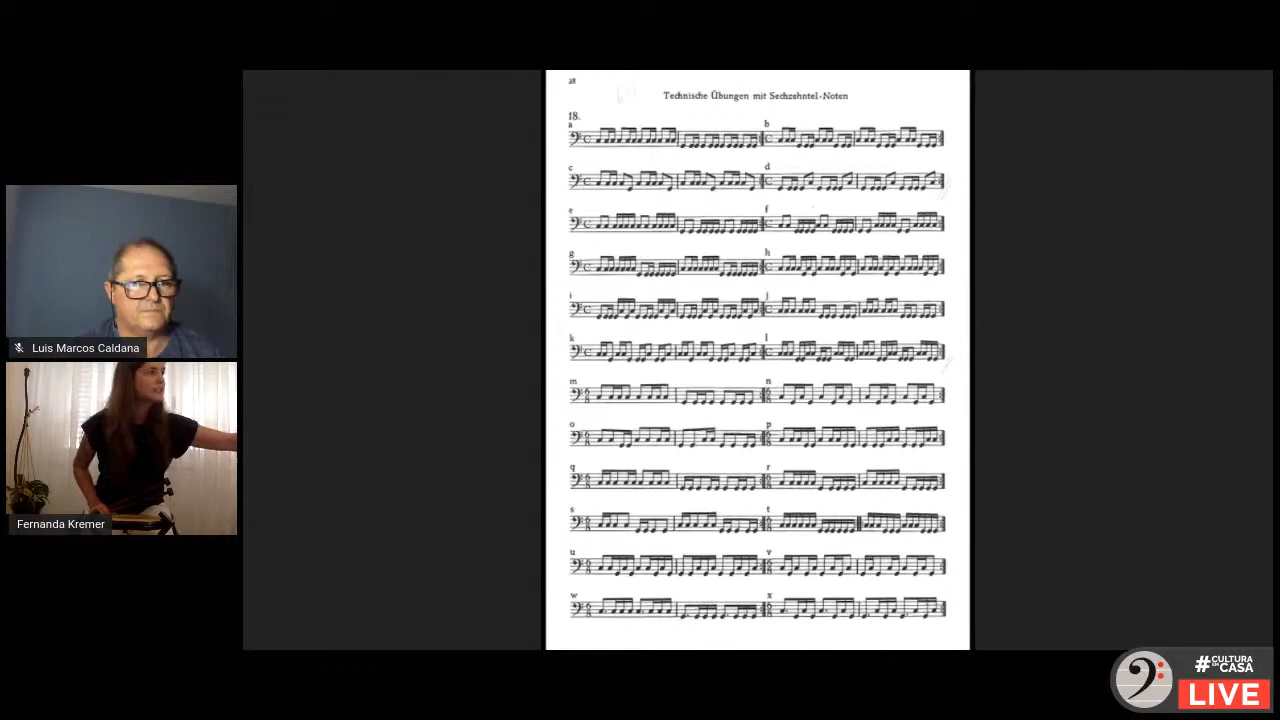 28
Technische Übungen mit Sechzehntel-Noten
18.
a
b
c
d
e
f
g
h
i
j
k
l
m
n
o
p
q
r
s
t
u
v
w
x
Luis Marcos Caldana
Fernanda Kremer
#CULTURA
EM CASA
LIVE